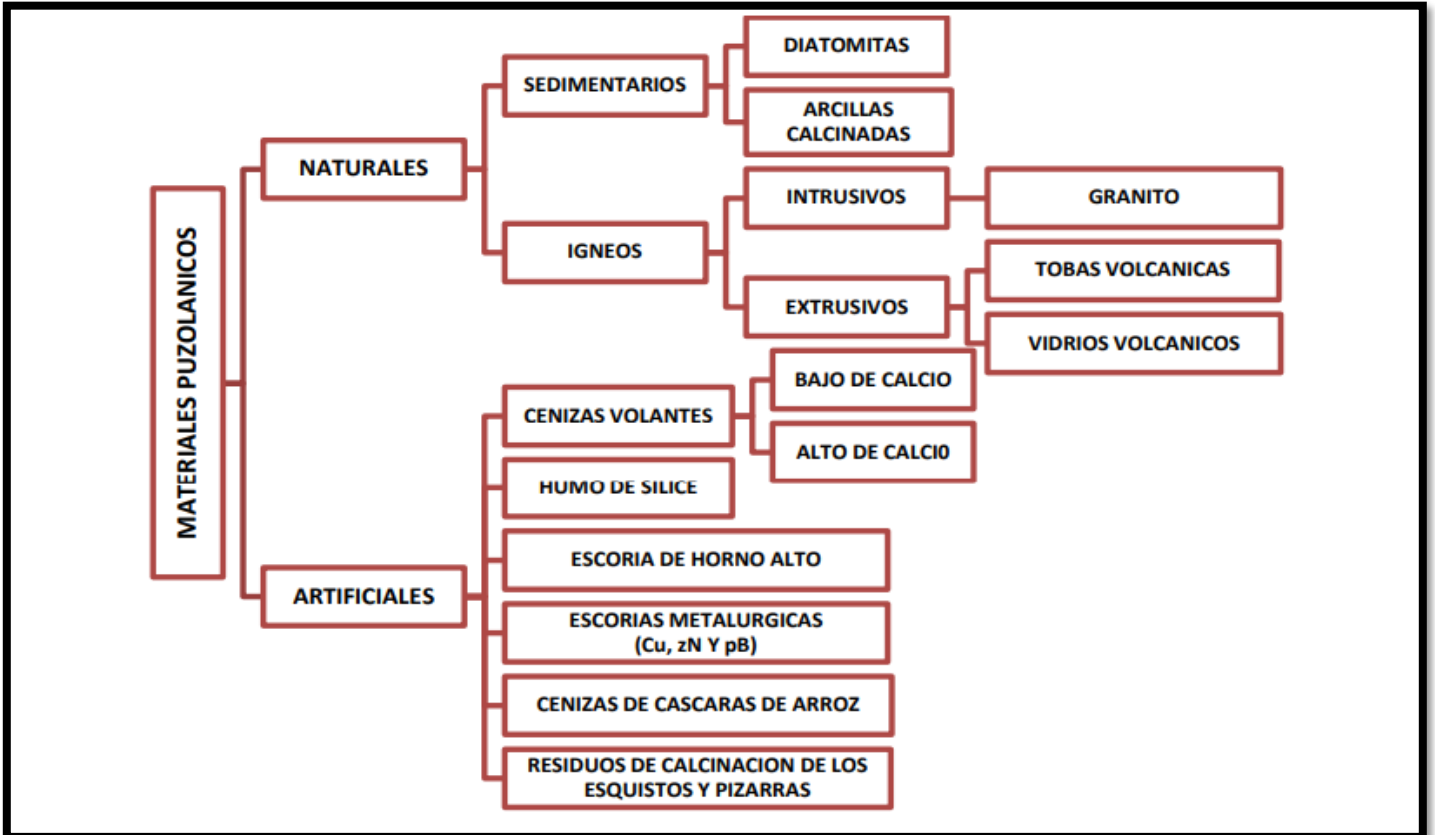 MATERIALES PUZOLANICOS
NATURALES
SEDIMENTARIOS
DIATOMITAS
ARCILLAS
CALCINADAS
IGNEOS
INTRUSIVOS
GRANITO
EXTRUSIVOS
TOBAS VOLCANICAS
VIDRIOS VOLCANICOS
ARTIFICIALES
CENIZAS VOLANTES
BAJO DE CALCIO
ALTO DE CALCI0
HUMO DE SILICE
ESCORIA DE HORNO ALTO
ESCORIAS METALURGICAS
(Cu, zN Y pB)
CENIZAS DE CASCARAS DE ARROZ
RESIDUOS DE CALCINACION DE LOS
ESQUISTOS Y PIZARRAS